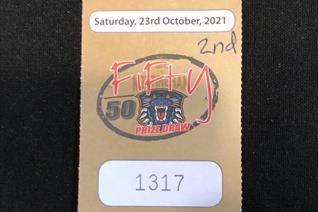 Saturday, 23rd October, 2021
2nd
FiFty
50
PRIZE DRAW
1317